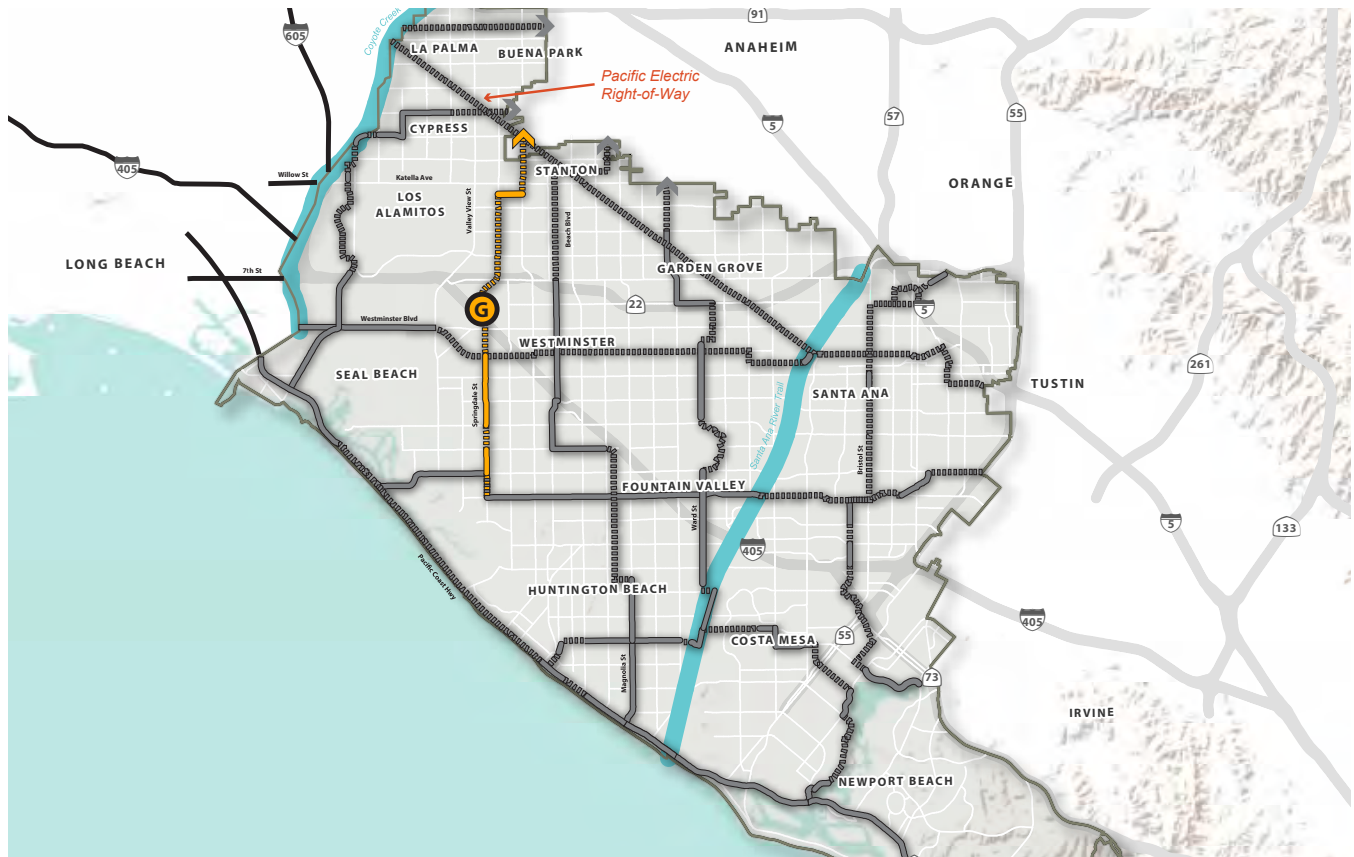 91
605
Coyote Creek
LA PALMA
BUENA PARK
ANAHEIM
Pacific Electric
Right-of-Way
57
55
5
CYPRESS
405
Willow St
Katella Ave
STANTON
ORANGE
LOS
ALAMITOS
Valley View St
Beach Blvd
LONG BEACH
7th St
GARDEN GROVE
G
22
5
Westminster Blvd
WESTMINSTER
SEAL BEACH
261
TUSTIN
SANTA ANA
Springdale St
Santa Ana River Trail
Bristol St
FOUNTAIN VALLEY
Ward St
5
133
405
Pacific Coast Hwy
HUNTINGTON BEACH
405
COSTA MESA
55
Magnolia St
73
IRVINE
NEWPORT BEACH